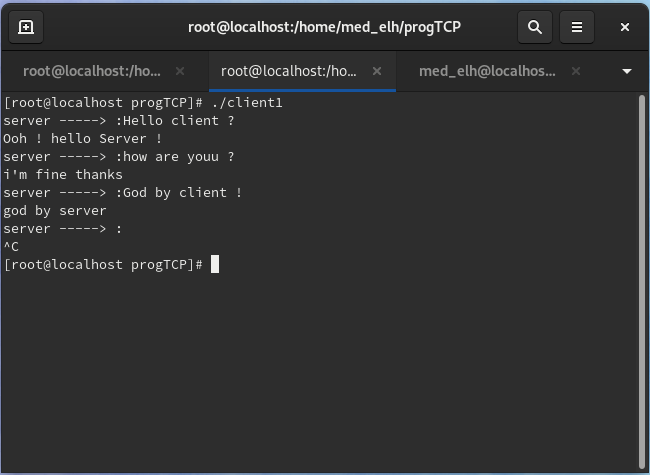 root@localhost:/home/med_elh/progTCP
root@localhost:/ho... root@localhost:/ho... med_elh@localhos...
[root@localhost progTCP]# ./client1
server -----> :Hello client ?
Ooh ! hello Server !
server -----> :how are youu ?
i'm fine thanks
server -----> :God by client !
god by server
server -----> :
^C
[root@localhost progTCP]#